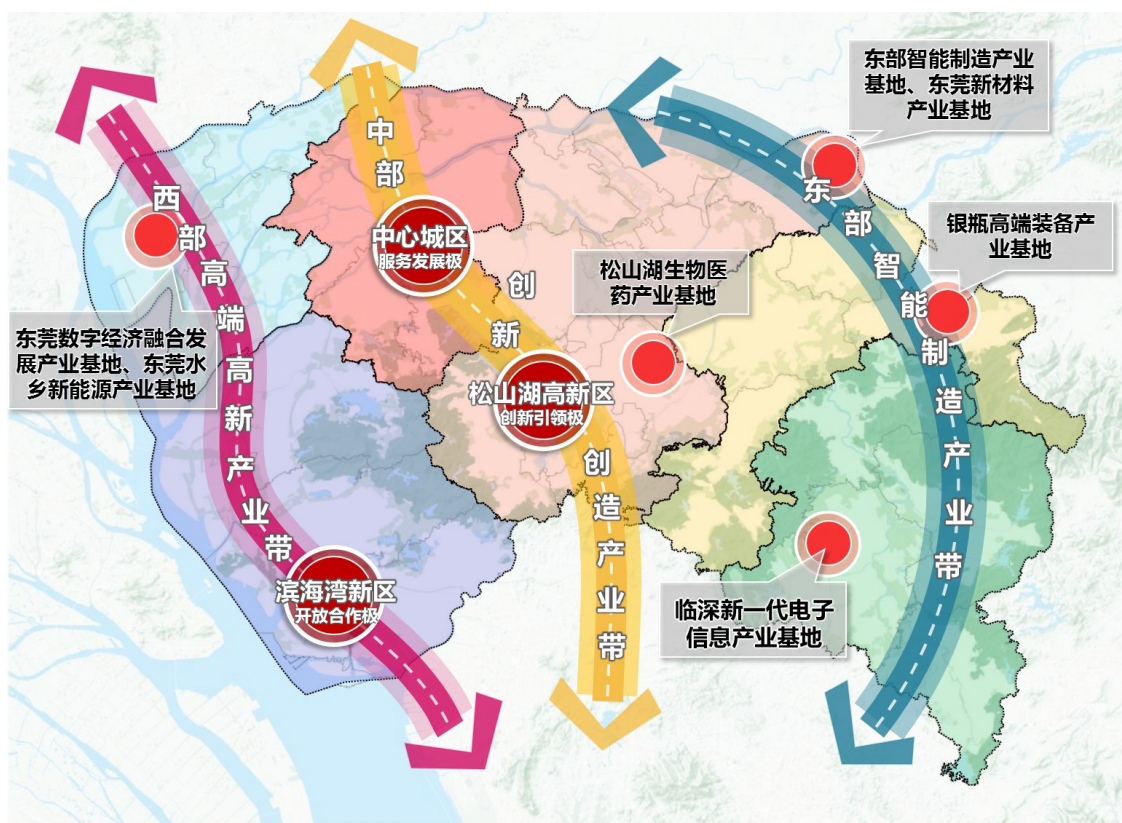 东部智能制造产业
基地、东莞新材料
产业基地
银瓶高端装备产
业基地
松山湖生物医
药产业基地
东莞数字经济融合发
展产业基地、东莞水
乡新能源产业基地
临深新一代电子
信息产业基地
中心城区
服务发展极
松山湖高新区
创新引领极
滨海湾新区
开放合作极
西部高端高新产业带
中部创新创造产业带
东部智能制造产业带